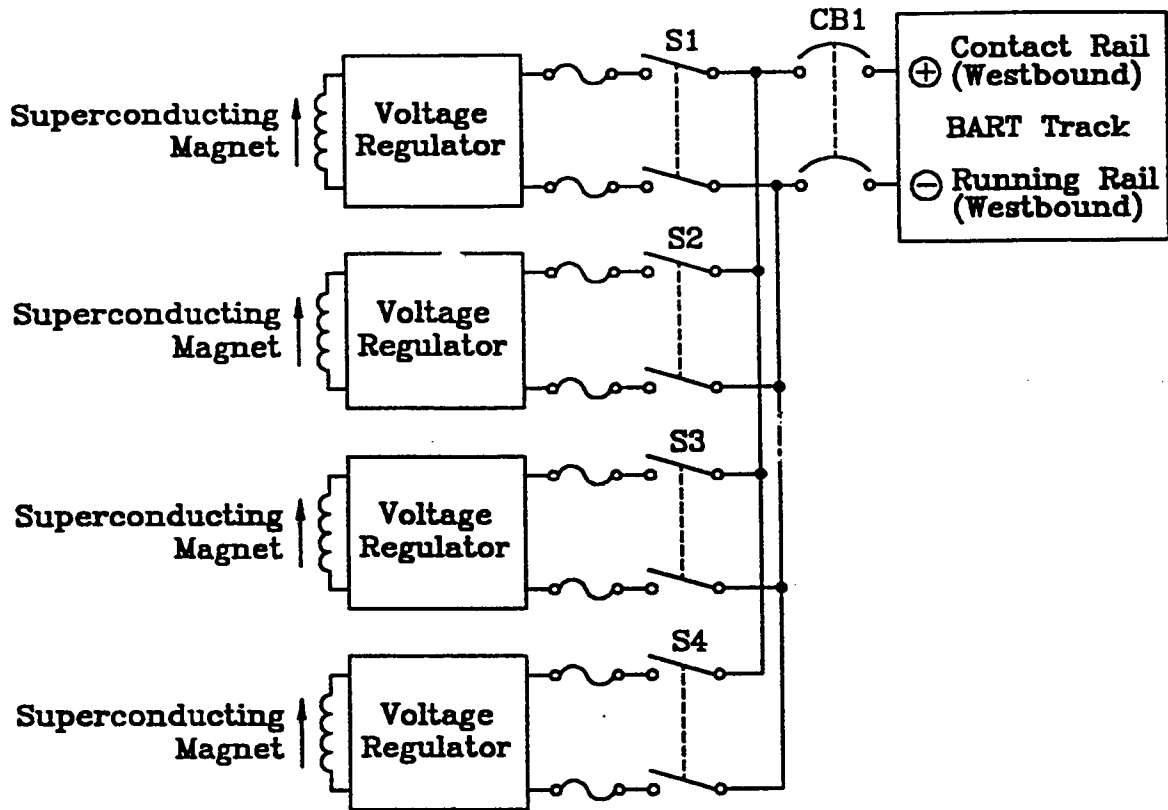 CB1
S1
⊕ Contact Rail
(Westbound)
BART Track
⊖ Running Rail
(Westbound)
Superconducting
Magnet
Voltage
Regulator
S2
Superconducting
Magnet
Voltage
Regulator
S3
Superconducting
Magnet
Voltage
Regulator
S4
Superconducting
Magnet
Voltage
Regulator